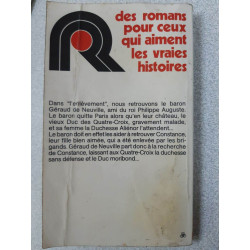 des romans
pour ceux
qui aiment
les vraies
histoires
Dans "l'enlèvement", nous retrouvons le baron
Géraud de Neuville, ami du roi Philippe Auguste.
Le baron quitte Paris alors qu'en leur château, le
vieux Duc des Quatre-Croix, gravement malade,
et sa femme la Duchesse Aliénor l'attendent...
Le baron doit en effet les aider à retrouver Constance,
leur fille bien aimée, qui a été enlevée par les bri-
gands. Géraud de Neuville part donc à la recherche
de Constance, laissant aux Quatre-Croix la duchesse
sans défense et le Duc moribond...